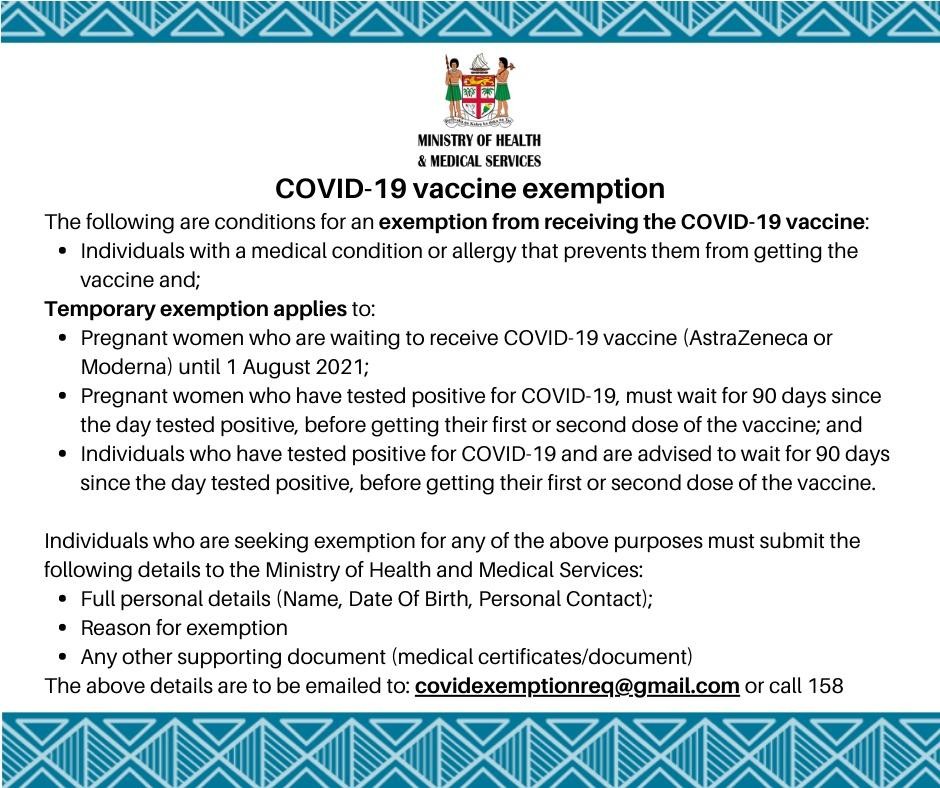 MINISTRY OF HEALTH
& MEDICAL SERVICES
COVID-19 vaccine exemption
The following are conditions for an exemption from receiving the COVID-19 vaccine:
• Individuals with a medical condition or allergy that prevents them from getting the
vaccine and;
Temporary exemption applies to:
• Pregnant women who are waiting to receive COVID-19 vaccine (AstraZeneca or
Moderna) until 1 August 2021;
• Pregnant women who have tested positive for COVID-19, must wait for 90 days since
the day tested positive, before getting their first or second dose of the vaccine; and
• Individuals who have tested positive for COVID-19 and are advised to wait for 90 days
since the day tested positive, before getting their first or second dose of the vaccine.
Individuals who are seeking exemption for any of the above purposes must submit the
following details to the Ministry of Health and Medical Services:
• Full personal details (Name, Date Of Birth, Personal Contact);
• Reason for exemption
• Any other supporting document (medical certificates/document)
The above details are to be emailed to: covidexemptionreq@gmail.com or call 158